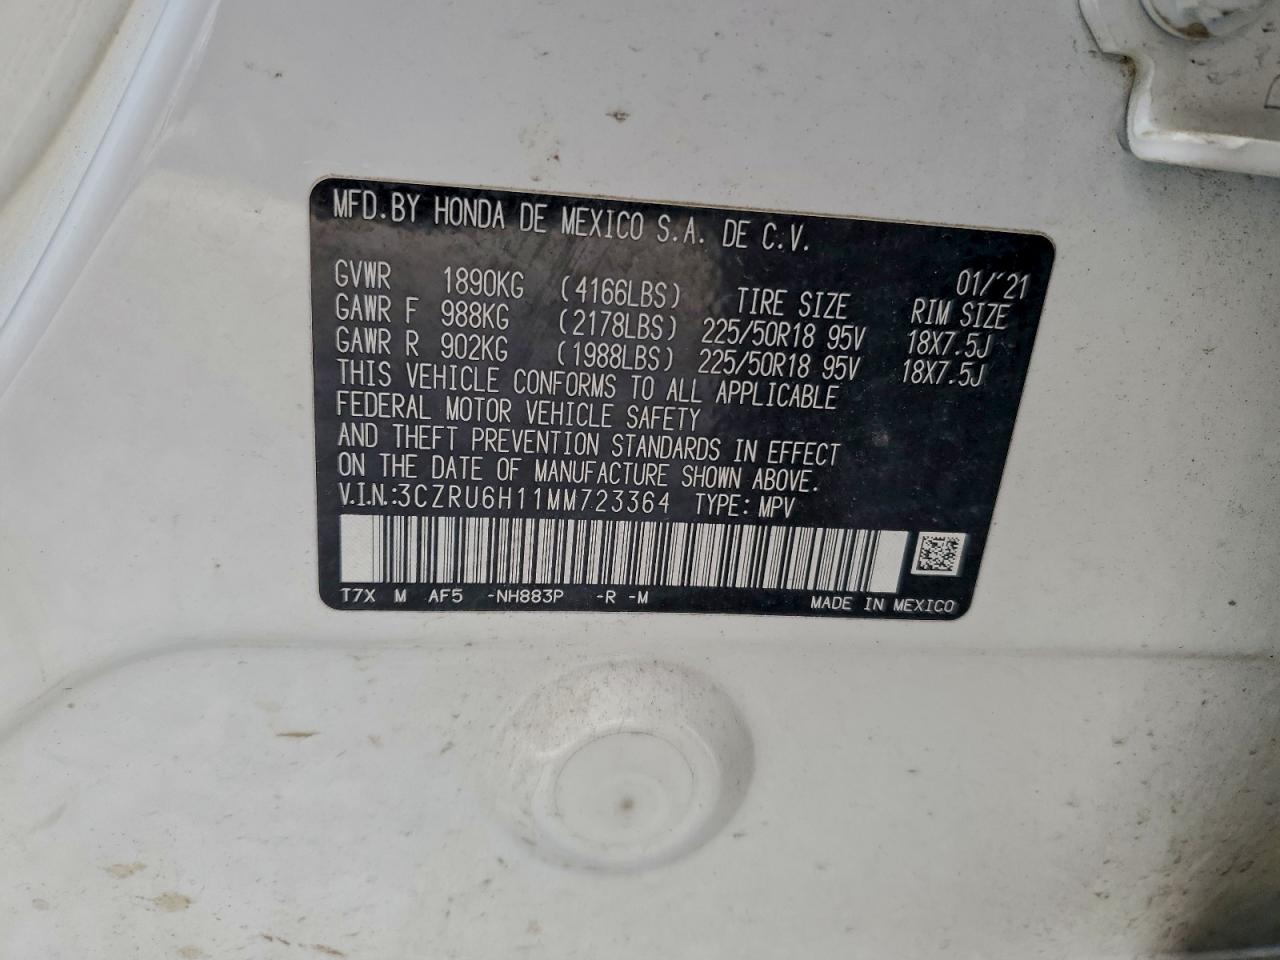 MFD.BY HONDA DE MEXICO S.A. DE C.V.
01/'21
GVWR 1890KG (4166LBS) TIRE SIZE RIM SIZE
GAWR F 988KG (2178LBS) 225/50R18 95V 18X7.5J
GAWR R 902KG (1988LBS) 225/50R18 95V 18X7.5J
THIS VEHICLE CONFORMS TO ALL APPLICABLE
FEDERAL MOTOR VEHICLE SAFETY
AND THEFT PREVENTION STANDARDS IN EFFECT
ON THE DATE OF MANUFACTURE SHOWN ABOVE.
V.I.N.:3CZRU6H11MM723364 TYPE: MPV
T7X M AF5 -NH883P -R -M MADE IN MEXICO